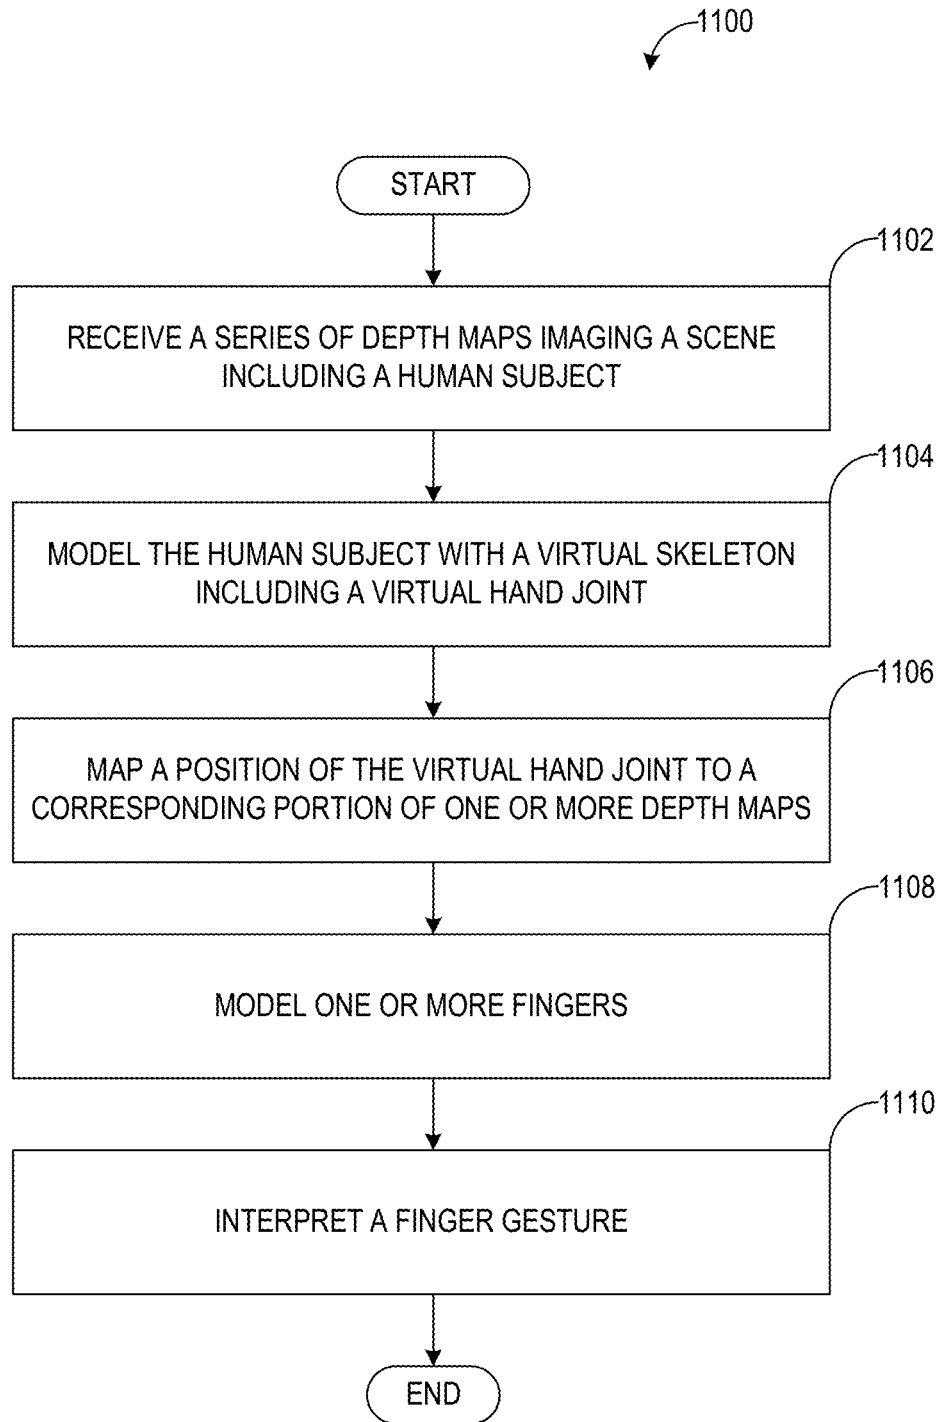 1100
START
1102
RECEIVE A SERIES OF DEPTH MAPS IMAGING A SCENE
INCLUDING A HUMAN SUBJECT
1104
MODEL THE HUMAN SUBJECT WITH A VIRTUAL SKELETON
INCLUDING A VIRTUAL HAND JOINT
1106
MAP A POSITION OF THE VIRTUAL HAND JOINT TO A
CORRESPONDING PORTION OF ONE OR MORE DEPTH MAPS
1108
MODEL ONE OR MORE FINGERS
1110
INTERPRET A FINGER GESTURE
END